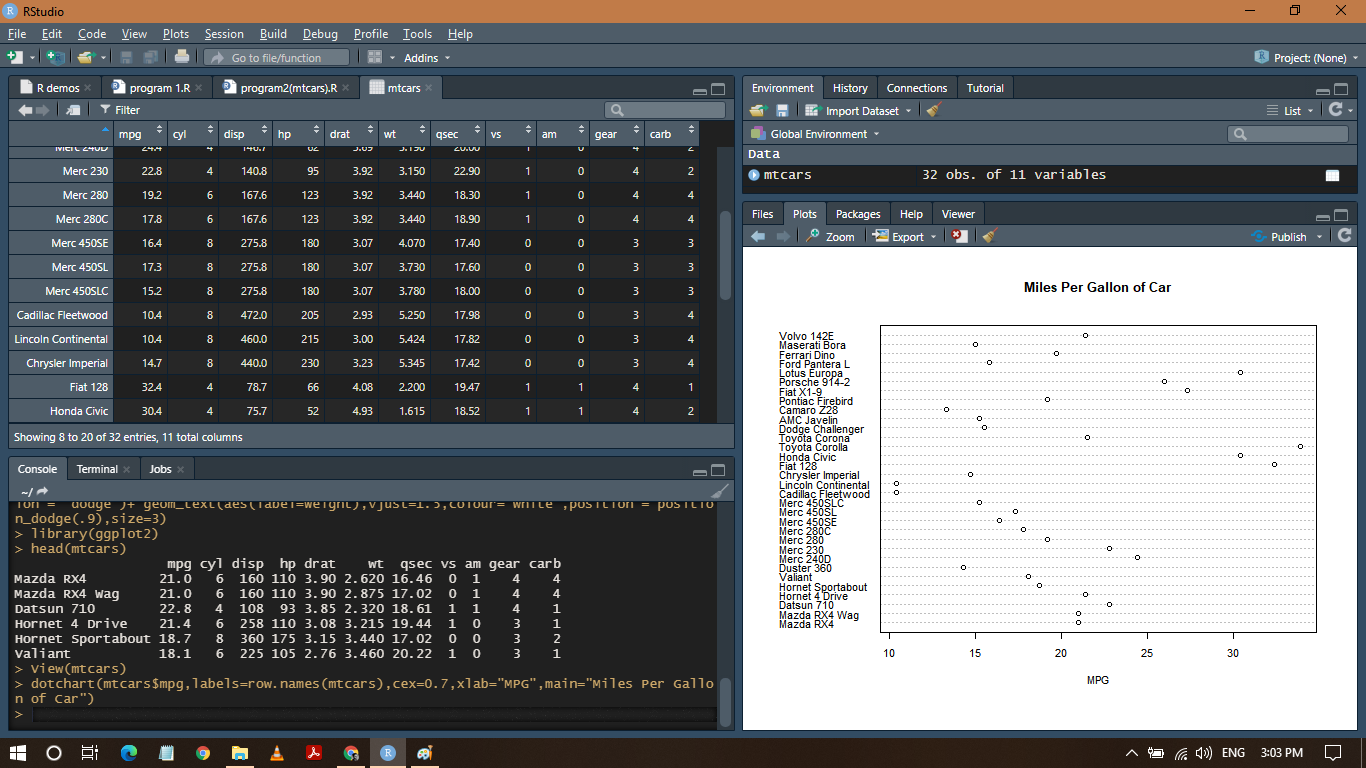 RStudio
File Edit Code View Plots Session Build Debug Profile Tools Help
Go to file/function Addins Project: (None)
R demos program 1.R program2(mtcars).R mtcars
Filter
mpg cyl disp hp drat wt qsec vs am gear carb
Merc 240D 24.4 4 146.7 62 3.69 3.190 20.00 1 0 4 2
Merc 230 22.8 4 140.8 95 3.92 3.150 22.90 1 0 4 2
Merc 280 19.2 6 167.6 123 3.92 3.440 18.30 1 0 4 4
Merc 280C 17.8 6 167.6 123 3.92 3.440 18.90 1 0 4 4
Merc 450SE 16.4 8 275.8 180 3.07 4.070 17.40 0 0 3 3
Merc 450SL 17.3 8 275.8 180 3.07 3.730 17.60 0 0 3 3
Merc 450SLC 15.2 8 275.8 180 3.07 3.780 18.00 0 0 3 3
Cadillac Fleetwood 10.4 8 472.0 205 2.93 5.250 17.98 0 0 3 4
Lincoln Continental 10.4 8 460.0 215 3.00 5.424 17.82 0 0 3 4
Chrysler Imperial 14.7 8 440.0 230 3.23 5.345 17.42 0 0 3 4
Fiat 128 32.4 4 78.7 66 4.08 2.200 19.47 1 1 4 1
Honda Civic 30.4 4 75.7 52 4.93 1.615 18.52 1 1 4 2
Showing 8 to 20 of 32 entries, 11 total columns
Console Terminal Jobs
~/
ion = "dodge")+ geom_text(aes(label=weight),vjust=1.5,colour="White",position = positio
n_dodge(.9),size=3)
> library(ggplot2)
> head(mtcars)
mpg cyl disp hp drat wt qsec vs am gear carb
Mazda RX4 21.0 6 160 110 3.90 2.620 16.46 0 1 4 4
Mazda RX4 Wag 21.0 6 160 110 3.90 2.875 17.02 0 1 4 4
Datsun 710 22.8 4 108 93 3.85 2.320 18.61 1 1 4 1
Hornet 4 Drive 21.4 6 258 110 3.08 3.215 19.44 1 0 3 1
Hornet Sportabout 18.7 8 360 175 3.15 3.440 17.02 0 0 3 2
Valiant 18.1 6 225 105 2.76 3.460 20.22 1 0 3 1
> View(mtcars)
> dotchart(mtcars$mpg,labels=row.names(mtcars),cex=0.7,xlab="MPG",main="Miles Per Gallo
n of Car")
>
Environment History Connections Tutorial
Import Dataset List
Global Environment
Data
mtcars 32 obs. of 11 variables
Files Plots Packages Help Viewer
Zoom Export Publish
Miles Per Gallon of Car
Volvo 142E
Maserati Bora
Ferrari Dino
Ford Pantera L
Lotus Europa
Porsche 914-2
Fiat X1-9
Pontiac Firebird
Camaro Z28
AMC Javelin
Dodge Challenger
Toyota Corona
Toyota Corolla
Honda Civic
Fiat 128
Chrysler Imperial
Lincoln Continental
Cadillac Fleetwood
Merc 450SLC
Merc 450SL
Merc 450SE
Merc 280C
Merc 280
Merc 230
Merc 240D
Duster 360
Valiant
Hornet Sportabout
Hornet 4 Drive
Datsun 710
Mazda RX4 Wag
Mazda RX4
10 15 20 25 30
MPG
ENG 3:03 PM